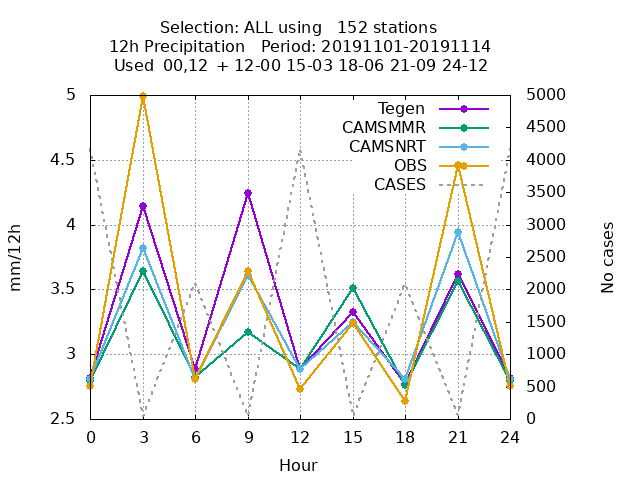 Selection: ALL using   152 stations
12h Precipitation   Period: 20191101-20191114
Used  00,12  + 12-00 15-03 18-06 21-09 24-12
5
4.5
4
3.5
3
2.5
mm/12h
Tegen
CAMSMMR
CAMSNRT
OBS
CASES
5000
4500
4000
3500
3000
2500
2000
1500
1000
500
0
No cases
0 3 6 9 12 15 18 21 24
Hour